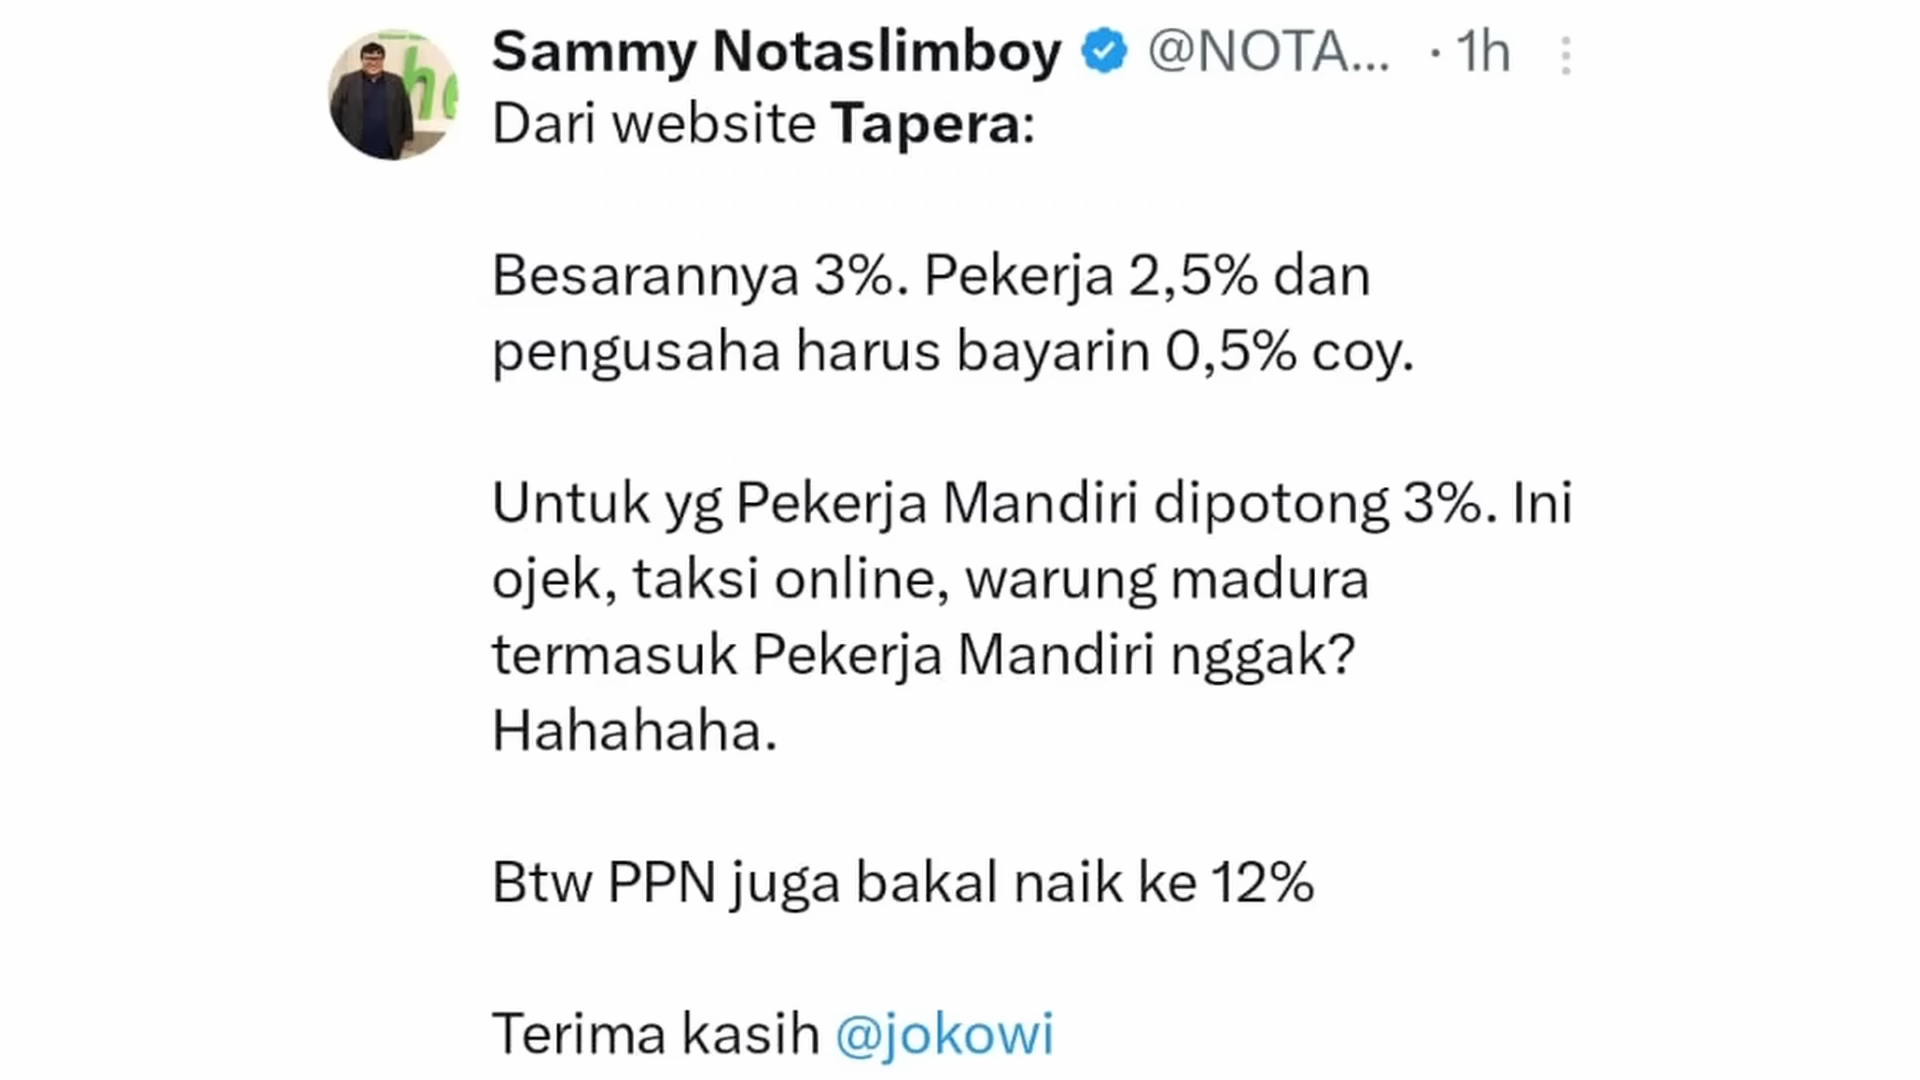 Sammy Notaslimboy @NOTA... · 1h
Dari website Tapera:
Besarannya 3%. Pekerja 2,5% dan
pengusaha harus bayarin 0,5% coy.
Untuk yg Pekerja Mandiri dipotong 3%. Ini
ojek, taksi online, warung madura
termasuk Pekerja Mandiri nggak?
Hahahaha.
Btw PPN juga bakal naik ke 12%
Terima kasih @jokowi